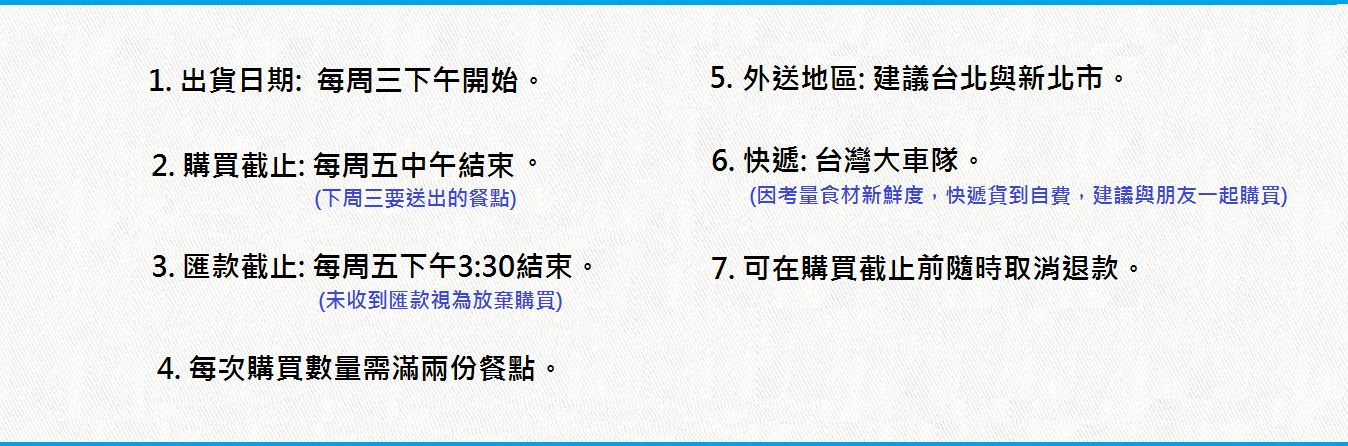 1. 出貨日期: 每周三下午開始。
2. 購買截止: 每周五中午結束。
(下周三要送出的餐點)
3. 匯款截止: 每周五下午3:30結束。
(未收到匯款視為放棄購買)
4. 每次購買數量需滿兩份餐點。
5. 外送地區: 建議台北與新北市。
6. 快遞: 台灣大車隊。
(因考量食材新鮮度，快遞貨到自費，建議與朋友一起購買)
7. 可在購買截止前隨時取消退款。